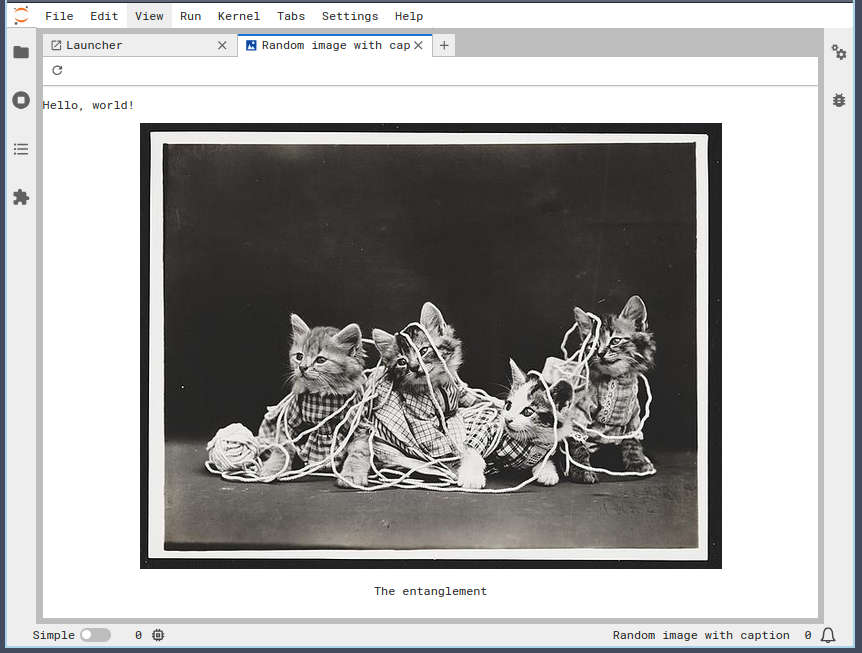 File Edit View Run Kernel Tabs Settings Help
Launcher Random image with cap
Hello, world!
The entanglement
Simple 0 Random image with caption 0